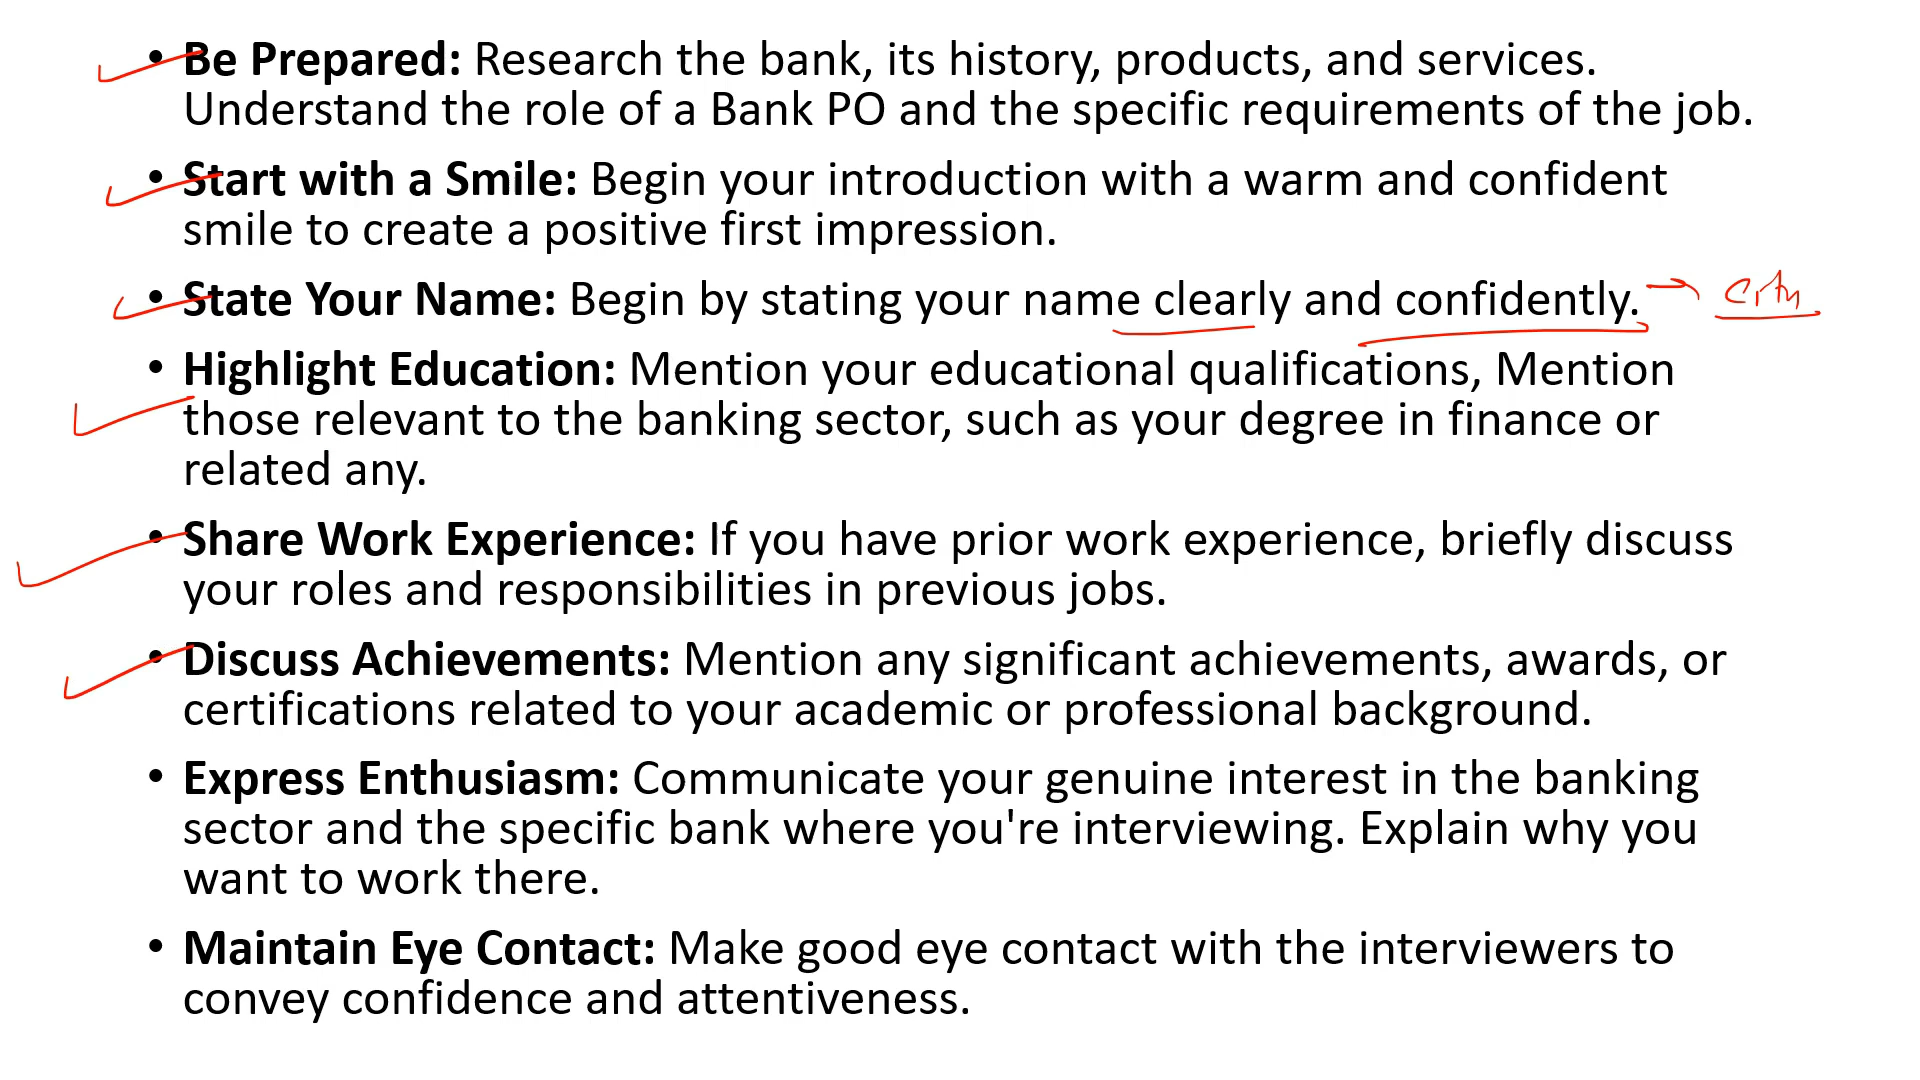 • Be Prepared: Research the bank, its history, products, and services.
Understand the role of a Bank PO and the specific requirements of the job.
• Start with a Smile: Begin your introduction with a warm and confident
smile to create a positive first impression.
• State Your Name: Begin by stating your name clearly and confidently.
• Highlight Education: Mention your educational qualifications, Mention
those relevant to the banking sector, such as your degree in finance or
related any.
• Share Work Experience: If you have prior work experience, briefly discuss
your roles and responsibilities in previous jobs.
• Discuss Achievements: Mention any significant achievements, awards, or
certifications related to your academic or professional background.
• Express Enthusiasm: Communicate your genuine interest in the banking
sector and the specific bank where you're interviewing. Explain why you
want to work there.
• Maintain Eye Contact: Make good eye contact with the interviewers to
convey confidence and attentiveness.